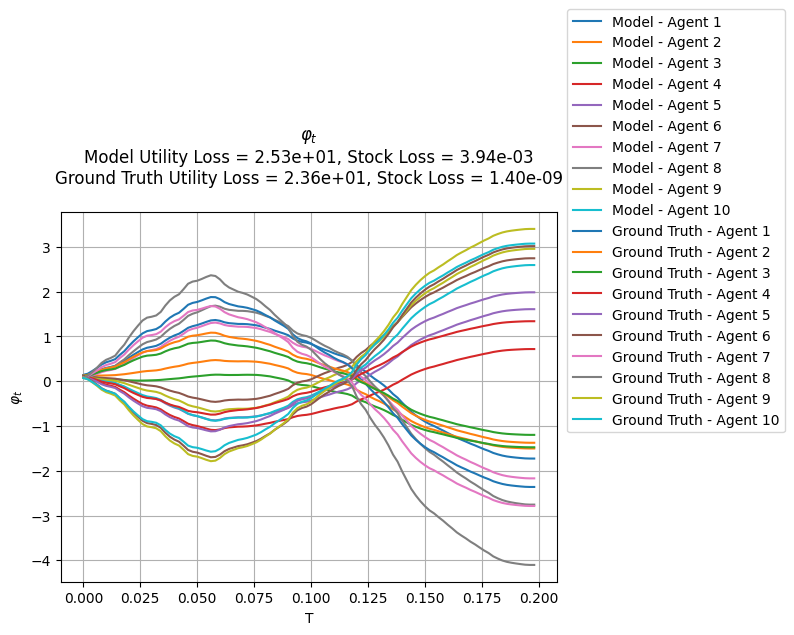 φt
Model Utility Loss = 2.53e+01, Stock Loss = 3.94e-03
Ground Truth Utility Loss = 2.36e+01, Stock Loss = 1.40e-09
Model - Agent 1
Model - Agent 2
Model - Agent 3
Model - Agent 4
Model - Agent 5
Model - Agent 6
Model - Agent 7
Model - Agent 8
Model - Agent 9
Model - Agent 10
Ground Truth - Agent 1
Ground Truth - Agent 2
Ground Truth - Agent 3
Ground Truth - Agent 4
Ground Truth - Agent 5
Ground Truth - Agent 6
Ground Truth - Agent 7
Ground Truth - Agent 8
Ground Truth - Agent 9
Ground Truth - Agent 10
φt
3
2
1
0
−1
−2
−3
−4
0.000 0.025 0.050 0.075 0.100 0.125 0.150 0.175 0.200
T